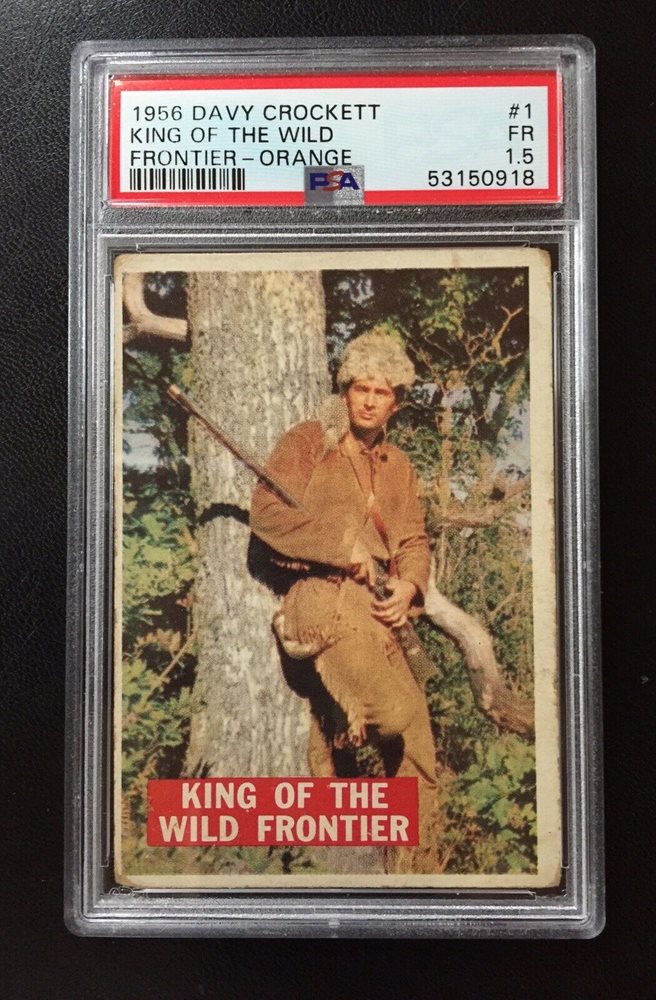 1956 DAVY CROCKETT #1
KING OF THE WILD FR
FRONTIER – ORANGE 1.5
PSA 53150918
KING OF THE
WILD FRONTIER